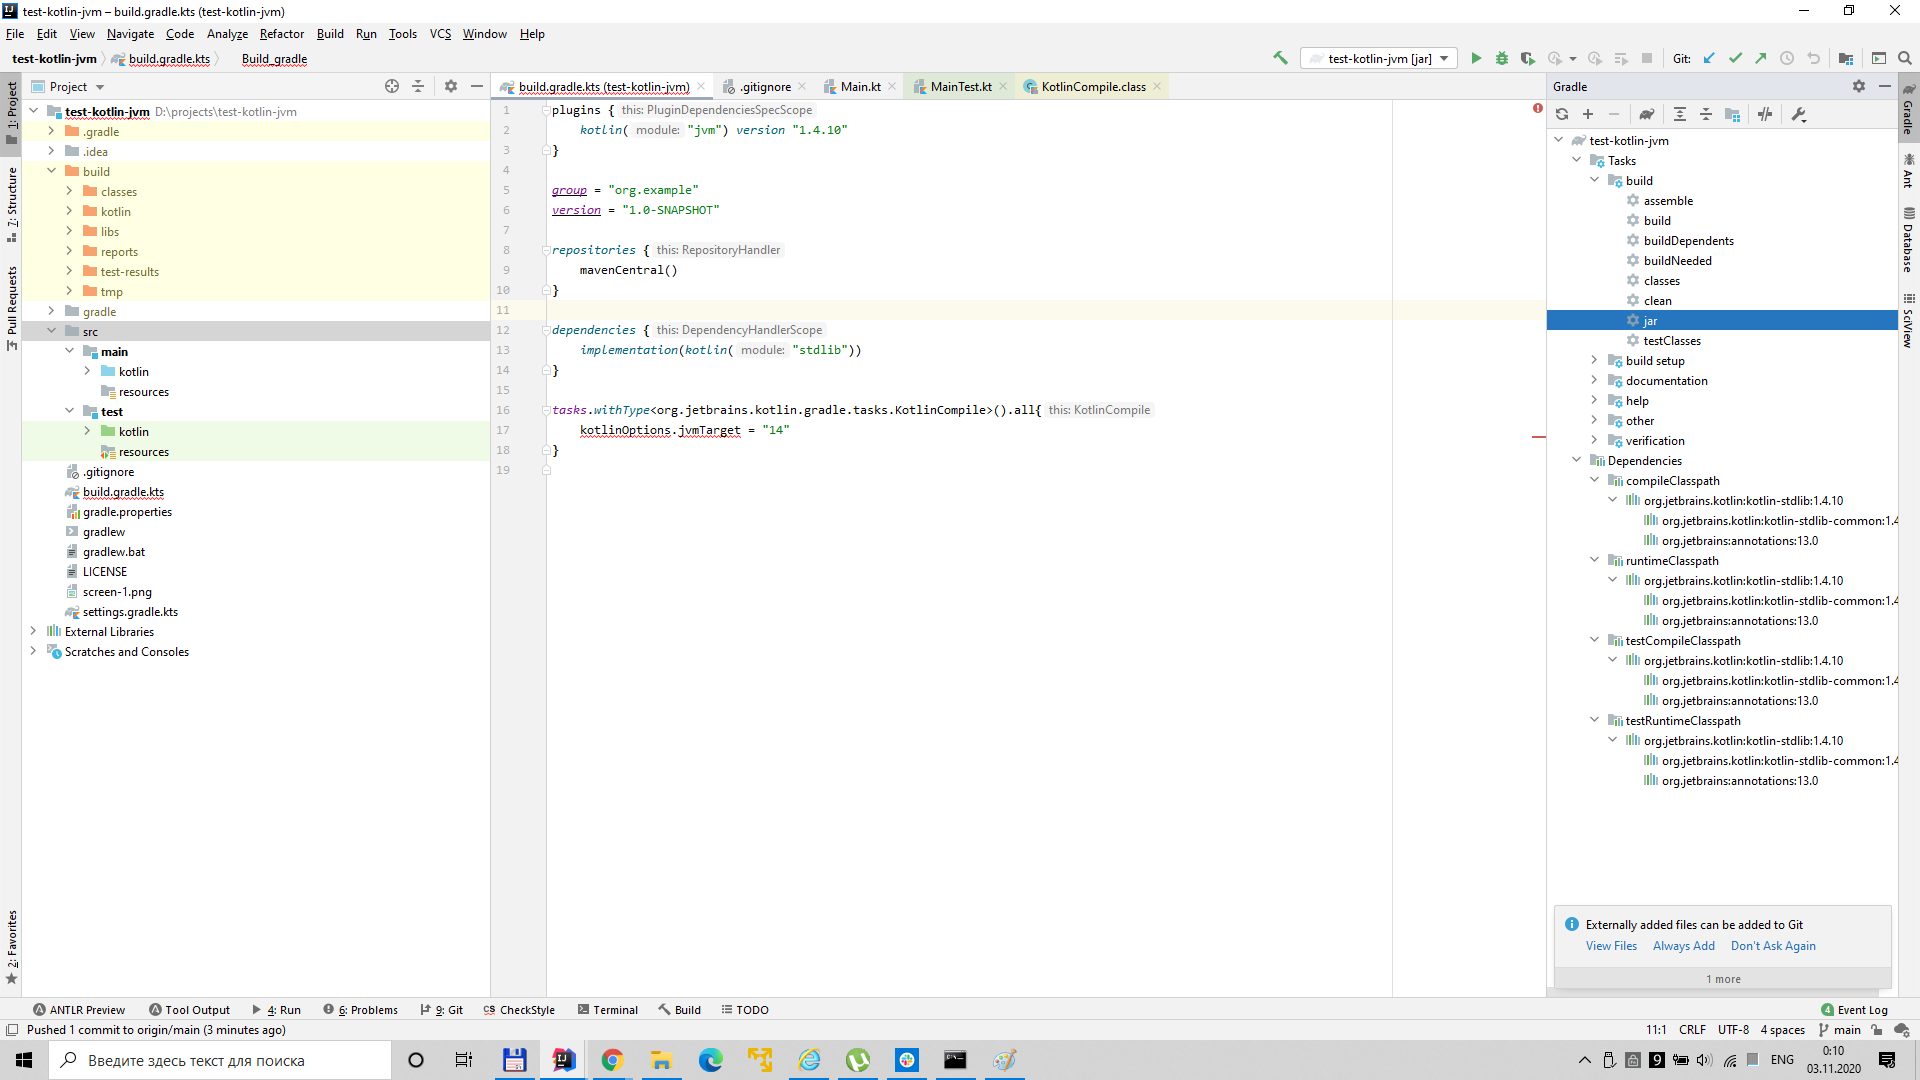 test-kotlin-jvm – build.gradle.kts (test-kotlin-jvm)
File Edit View Navigate Code Analyze Refactor Build Run Tools VCS Window Help
test-kotlin-jvm build.gradle.kts Build_gradle
test-kotlin-jvm [jar]
Git:
1: Project
7: Structure
Pull Requests
2: Favorites
Project
test-kotlin-jvm D:\projects\test-kotlin-jvm
.gradle
.idea
build
classes
kotlin
libs
reports
test-results
tmp
gradle
src
main
kotlin
resources
test
kotlin
resources
.gitignore
build.gradle.kts
gradle.properties
gradlew
gradlew.bat
LICENSE
screen-1.png
settings.gradle.kts
External Libraries
Scratches and Consoles
build.gradle.kts (test-kotlin-jvm) .gitignore Main.kt MainTest.kt KotlinCompile.class
1 plugins { this: PluginDependenciesSpecScope
2 kotlin( module: "jvm") version "1.4.10"
3 }
4
5 group = "org.example"
6 version = "1.0-SNAPSHOT"
7
8 repositories { this: RepositoryHandler
9 mavenCentral()
10 }
11
12 dependencies { this: DependencyHandlerScope
13 implementation(kotlin( module: "stdlib"))
14 }
15
16 tasks.withType<org.jetbrains.kotlin.gradle.tasks.KotlinCompile>().all{ this: KotlinCompile
17 kotlinOptions.jvmTarget = "14"
18 }
19
Gradle
test-kotlin-jvm
Tasks
build
assemble
build
buildDependents
buildNeeded
classes
clean
jar
testClasses
build setup
documentation
help
other
verification
Dependencies
compileClasspath
org.jetbrains.kotlin:kotlin-stdlib:1.4.10
org.jetbrains.kotlin:kotlin-stdlib-common:1.4
org.jetbrains:annotations:13.0
runtimeClasspath
org.jetbrains.kotlin:kotlin-stdlib:1.4.10
org.jetbrains.kotlin:kotlin-stdlib-common:1.4
org.jetbrains:annotations:13.0
testCompileClasspath
org.jetbrains.kotlin:kotlin-stdlib:1.4.10
org.jetbrains.kotlin:kotlin-stdlib-common:1.4
org.jetbrains:annotations:13.0
testRuntimeClasspath
org.jetbrains.kotlin:kotlin-stdlib:1.4.10
org.jetbrains.kotlin:kotlin-stdlib-common:1.4
org.jetbrains:annotations:13.0
Gradle
Ant
Database
SciView
Externally added files can be added to Git
View Files Always Add Don't Ask Again
1 more
ANTLR Preview Tool Output 4: Run 6: Problems 9: Git CheckStyle Terminal Build TODO
4 Event Log
Pushed 1 commit to origin/main (3 minutes ago)
11:1 CRLF UTF-8 4 spaces main
Введите здесь текст для поиска
9 ENG
0:10
03.11.2020